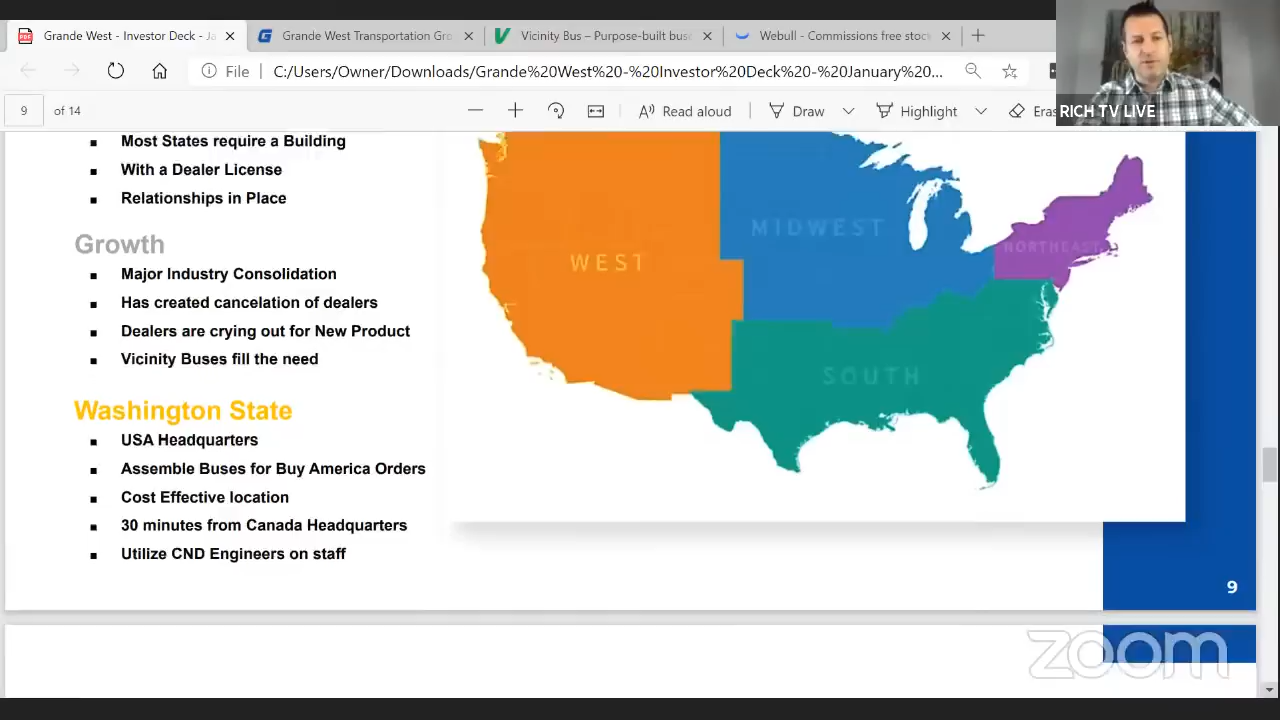 Grande West - Investor Deck - Ja
Grande West Transportation Gro
Vicinity Bus – Purpose-built bus
Webull - Commissions free stock
File
C:/Users/Owner/Downloads/Grande%20West%20-%20Investor%20Deck%20-%20January%20...
9 of 14
Read aloud
Draw
Highlight
Eras
RICH TV LIVE
Most States require a Building
With a Dealer License
Relationships in Place
Growth
Major Industry Consolidation
Has created cancelation of dealers
Dealers are crying out for New Product
Vicinity Buses fill the need
Washington State
USA Headquarters
Assemble Buses for Buy America Orders
Cost Effective location
30 minutes from Canada Headquarters
Utilize CND Engineers on staff
WEST
MIDWEST
NORTHEAST
SOUTH
9
zoom